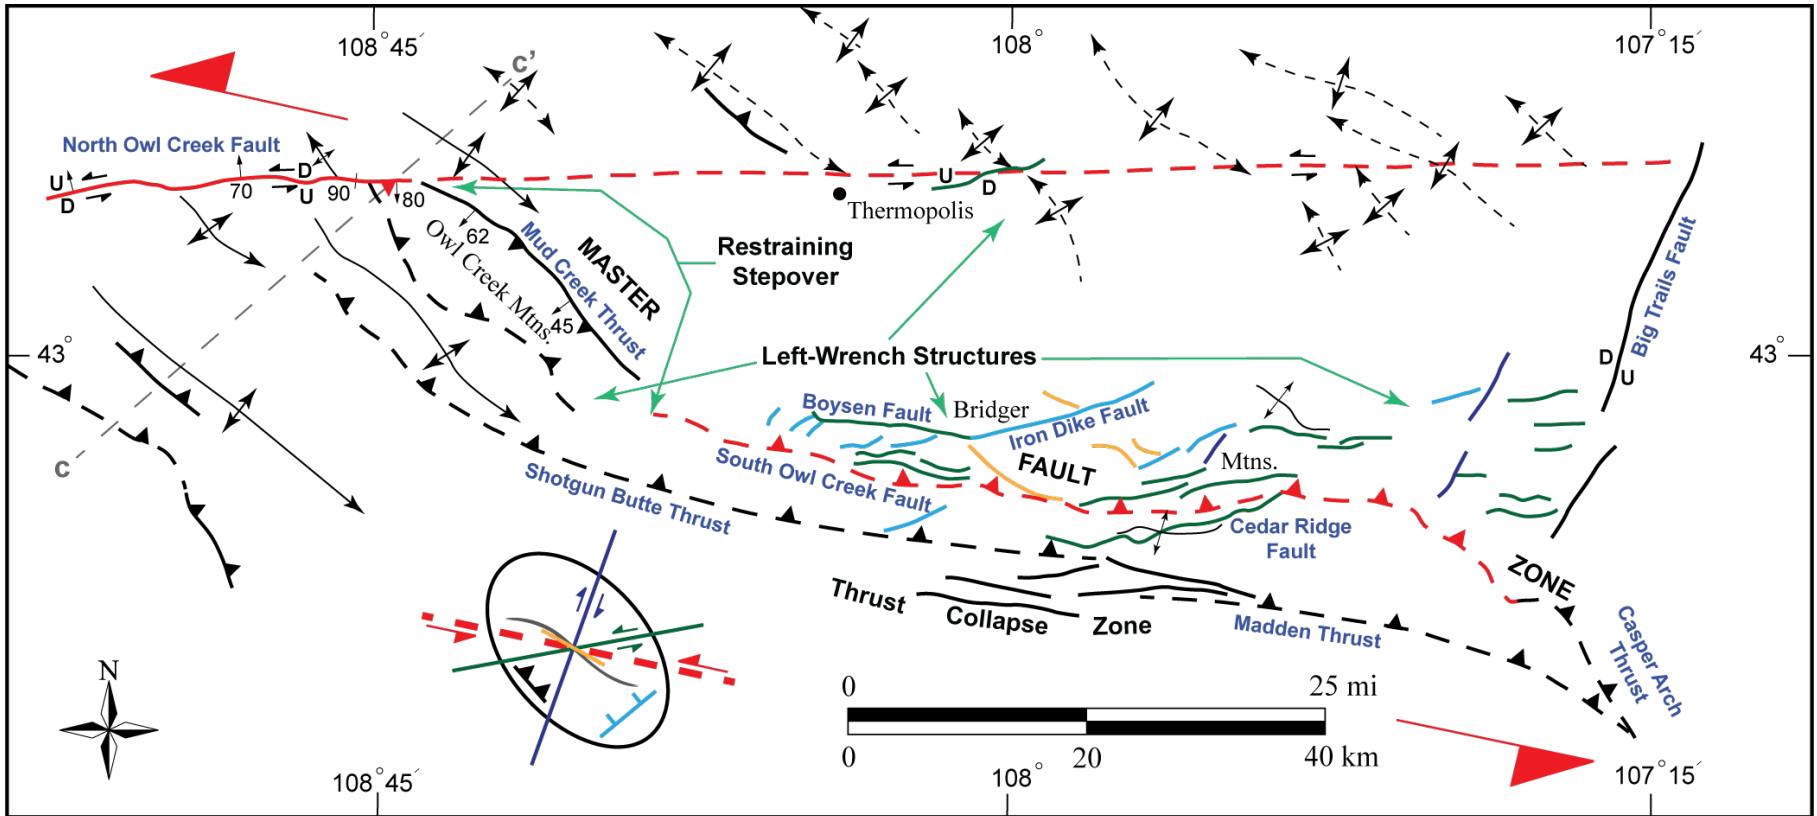 108°45′
108°
107°15′
c'
North Owl Creek Fault
U
D
70
D
U
90
80
U
D
Thermopolis
62
Owl Creek Mtns.
45
Mud Creek Thrust
MASTER
Restraining
Stepover
Big Trails Fault
D
U
43°
43°
Left-Wrench Structures
Boysen Fault
Bridger
Iron Dike Fault
FAULT
Mtns.
c
South Owl Creek Fault
Shotgun Butte Thrust
Cedar Ridge
Fault
ZONE
Thrust
Collapse
Zone
Madden Thrust
Casper Arch
Thrust
N
0
25 mi
0
20
40 km
108°45′
108°
107°15′